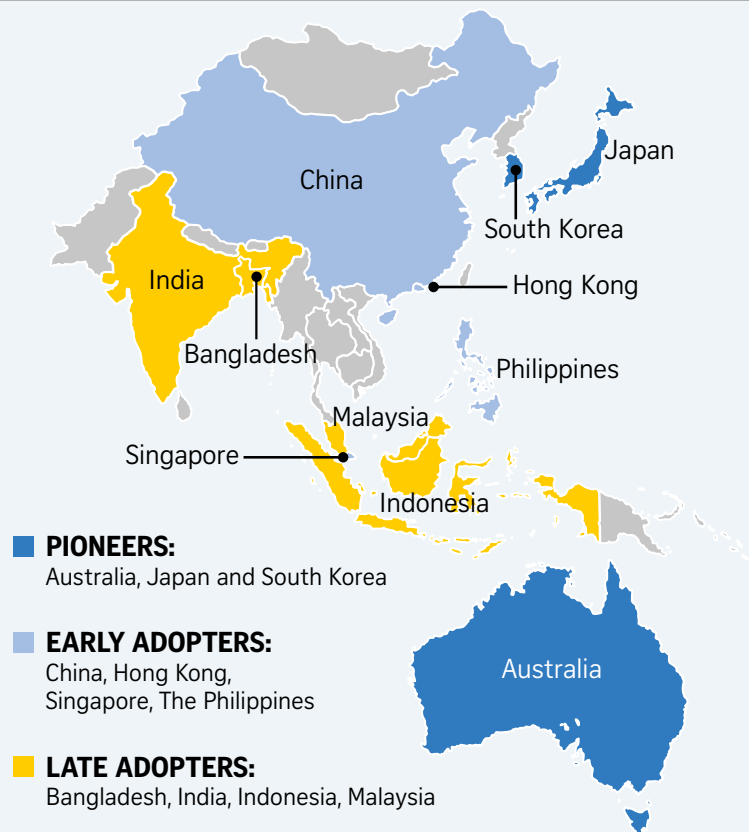 Japan
China
South Korea
India
Hong Kong
Bangladesh
Philippines
Malaysia
Singapore
Indonesia
PIONEERS:
Australia, Japan and South Korea
EARLY ADOPTERS:
China, Hong Kong,
Singapore, The Philippines
Australia
LATE ADOPTERS:
Bangladesh, India, Indonesia, Malaysia